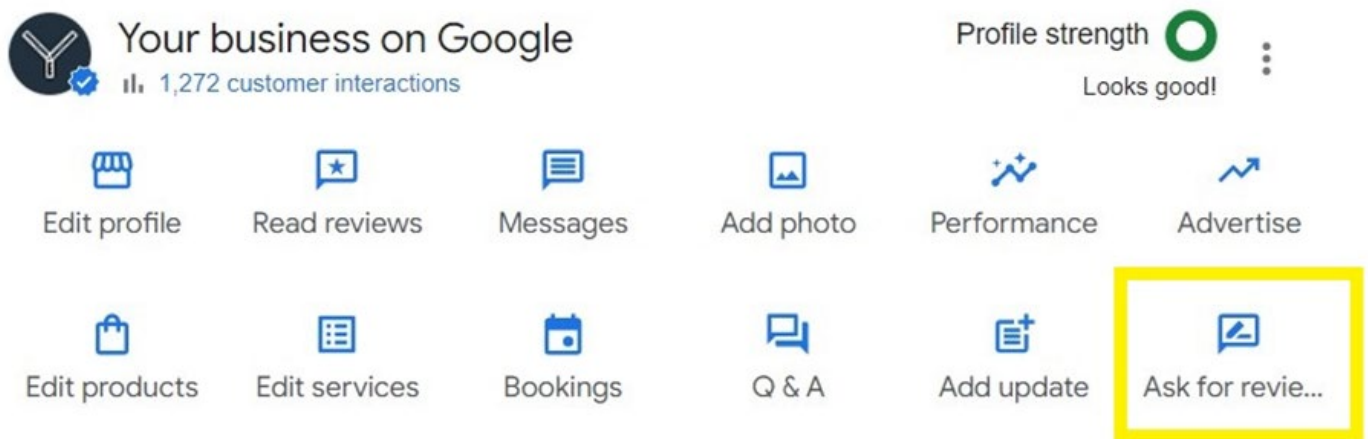 Your business on Google
Profile strength
1,272 customer interactions
Looks good!
Edit profile
Read reviews
Messages
Add photo
Performance
Advertise
Edit products
Edit services
Bookings
Q & A
Add update
Ask for revie...